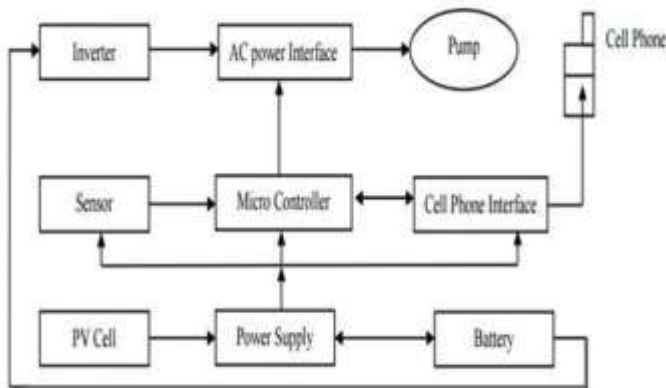 Inverter
AC power Interface
Pump
Cell Phone
Sensor
Micro Controller
Cell Phone Interface
PV Cell
Power Supply
Battery